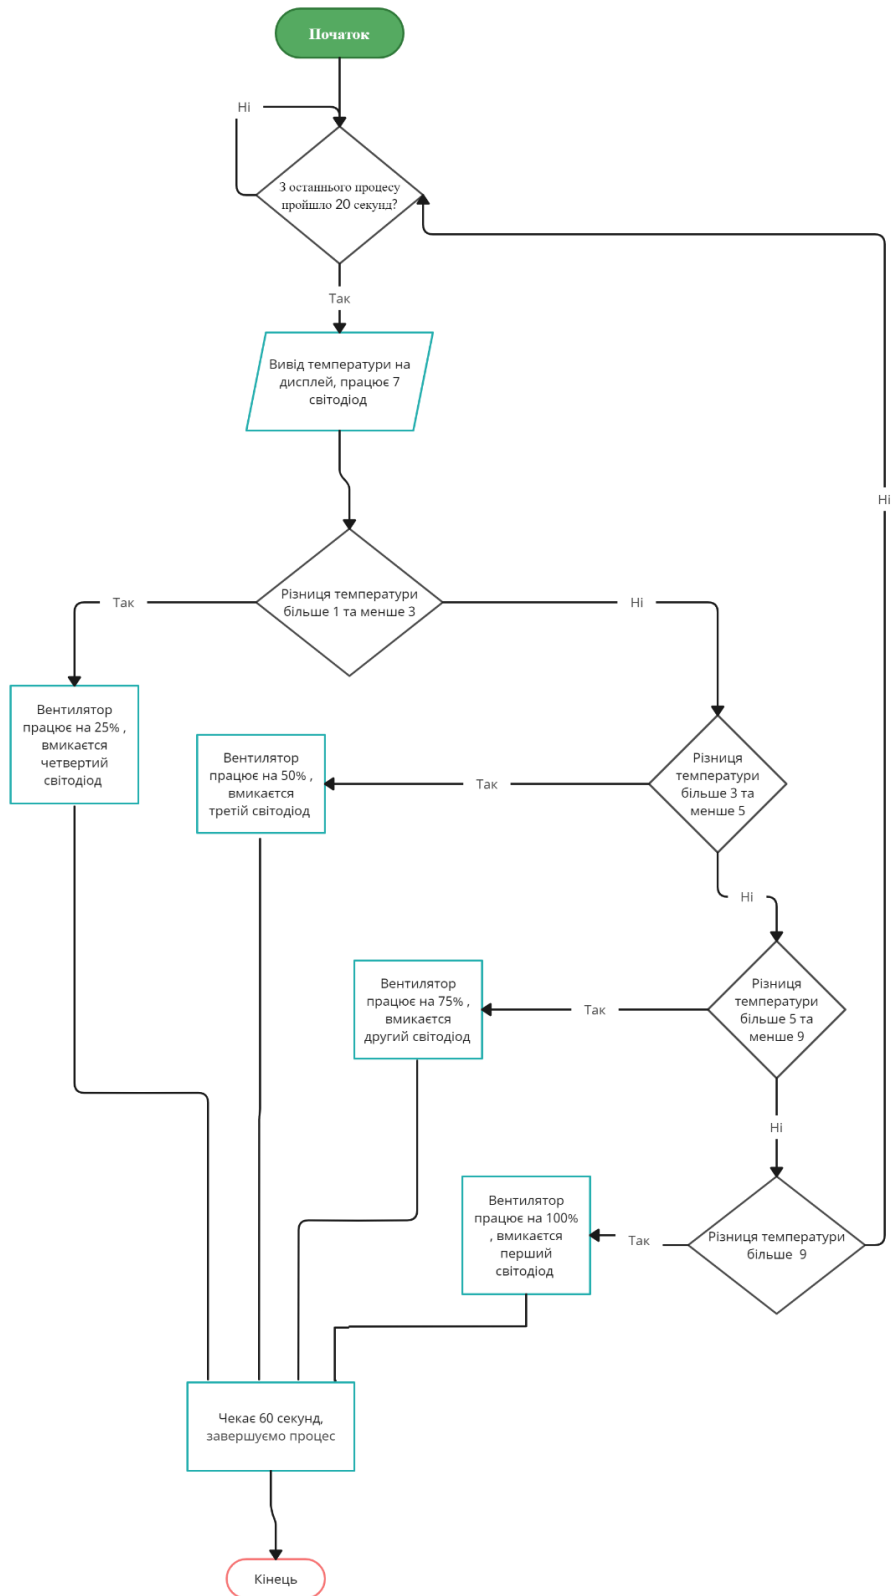 Початок
Ні
З останнього процесу
пройшло 20 секунд?
Так
Вивід температури на
дисплей, працює 7
світодіод
Ні
Різниця температури
більше 1 та менше 3
Так
Ні
Вентилятор
працює на 25% ,
вмикаєтся
четвертий
світодіод
Вентилятор
працює на 50% ,
вмикаєтся
третій світодіод
Так
Різниця
температури
більше 3 та
менше 5
Ні
Вентилятор
працює на 75% ,
вмикаєтся
другий світодіод
Так
Різниця
температури
більше 5 та
менше 9
Ні
Вентилятор
працює на 100%
, вмикаєтся
перший
світодіод
Так
Різниця температури
більше 9
Чекає 60 секунд,
завершуємо процес
Кінець